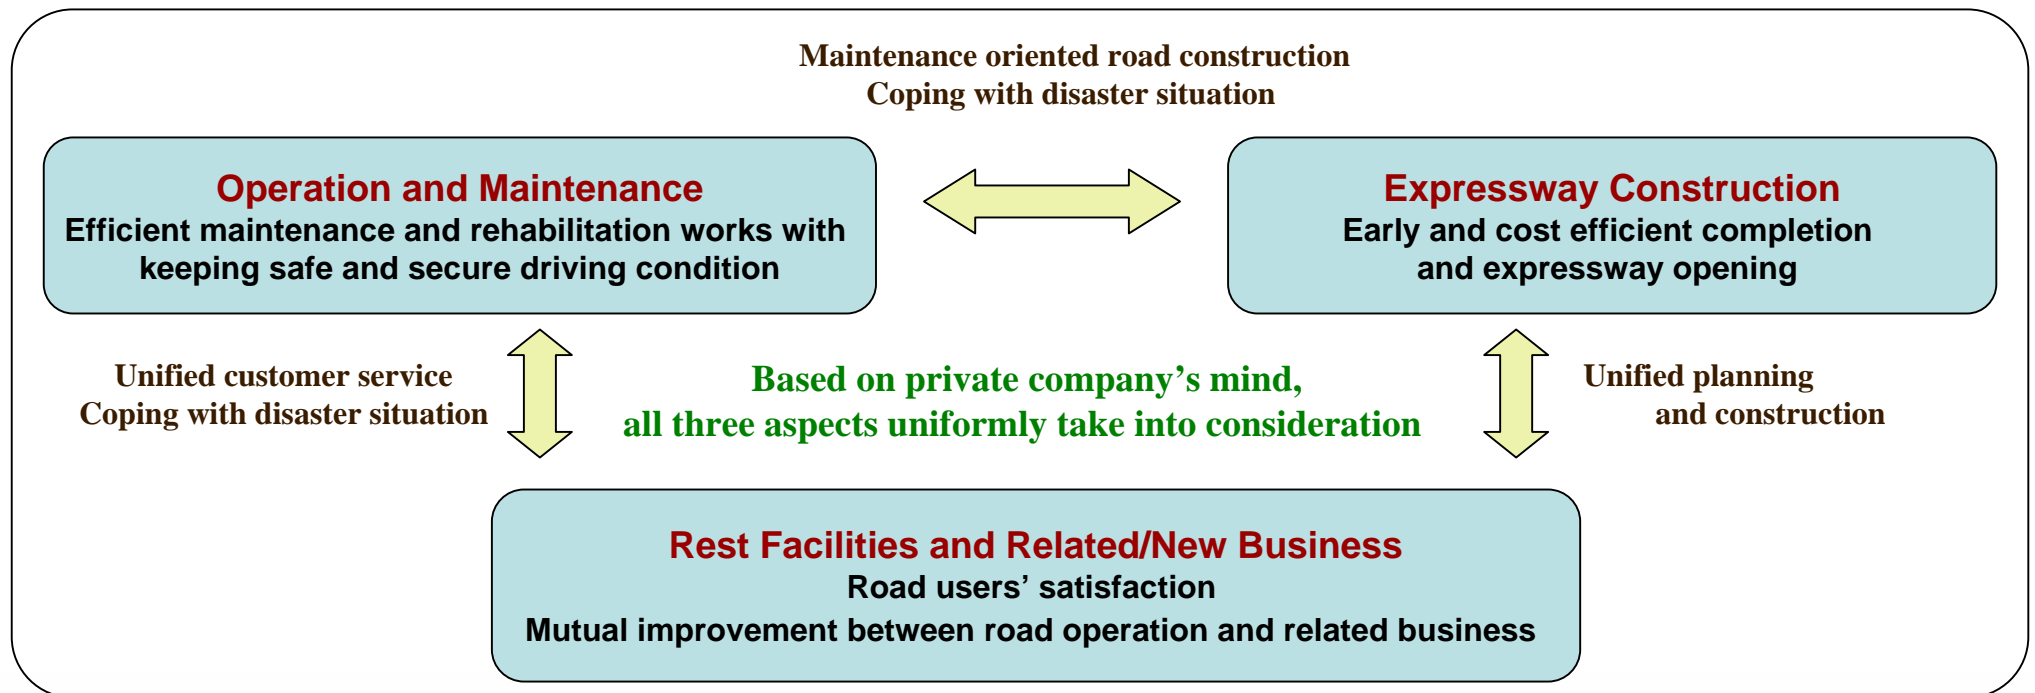 Maintenance oriented road construction
Coping with disaster situation
Operation and Maintenance
Efficient maintenance and rehabilitation works with
keeping safe and secure driving condition
Expressway Construction
Early and cost efficient completion
and expressway opening
Unified customer service
Coping with disaster situation
Based on private company’s mind,
all three aspects uniformly take into consideration
Unified planning
and construction
Rest Facilities and Related/New Business
Road users’ satisfaction
Mutual improvement between road operation and related business